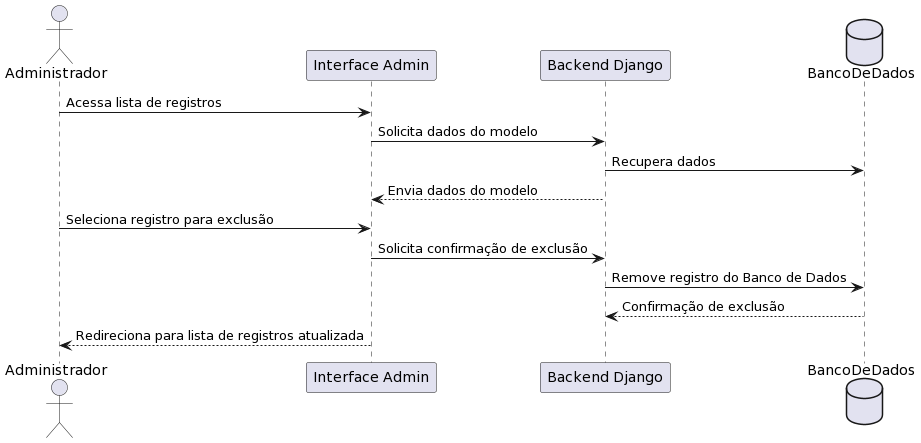 Administrador
Interface Admin
Backend Django
BancoDeDados
Acessa lista de registros
Solicita dados do modelo
Recupera dados
Envia dados do modelo
Seleciona registro para exclusão
Solicita confirmação de exclusão
Remove registro do Banco de Dados
Confirmação de exclusão
Redireciona para lista de registros atualizada
Administrador
Interface Admin
Backend Django
BancoDeDados